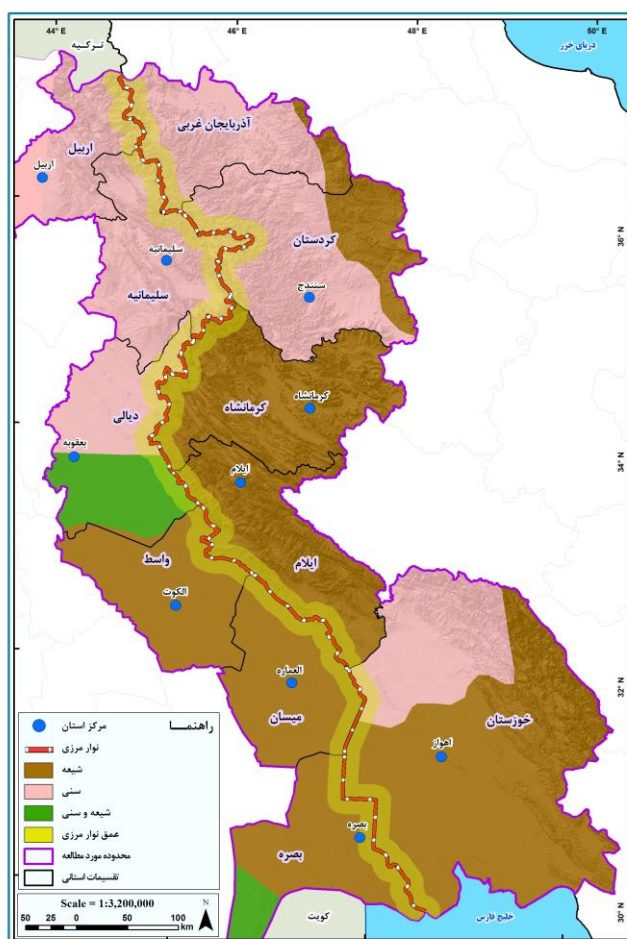 44° E
46° E
48° E
50° E
ترکیه
دریای خزر
آذربایجان غربی
اربیل
اربیل
36° N
کردستان
سلیمانیه
سنندج
سلیمانیه
کرمانشاه
کرمانشاه
دیالی
بعقوبه
34° N
ایلام
واسط
ایلام
الکوت
العماره
32° N
میسان
خوزستان
اهواز
بصره
بصره
30° N
کویت
خلیج فارس
راهنمـــا
مرکز استان
نوار مرزی
شیعه
سنی
شیعه و سنی
عمق نوار مرزی
محدوده مورد مطالعه
تقسیمات استانی
Scale = 1:3,200,000
N
50 25 0 50 100
km